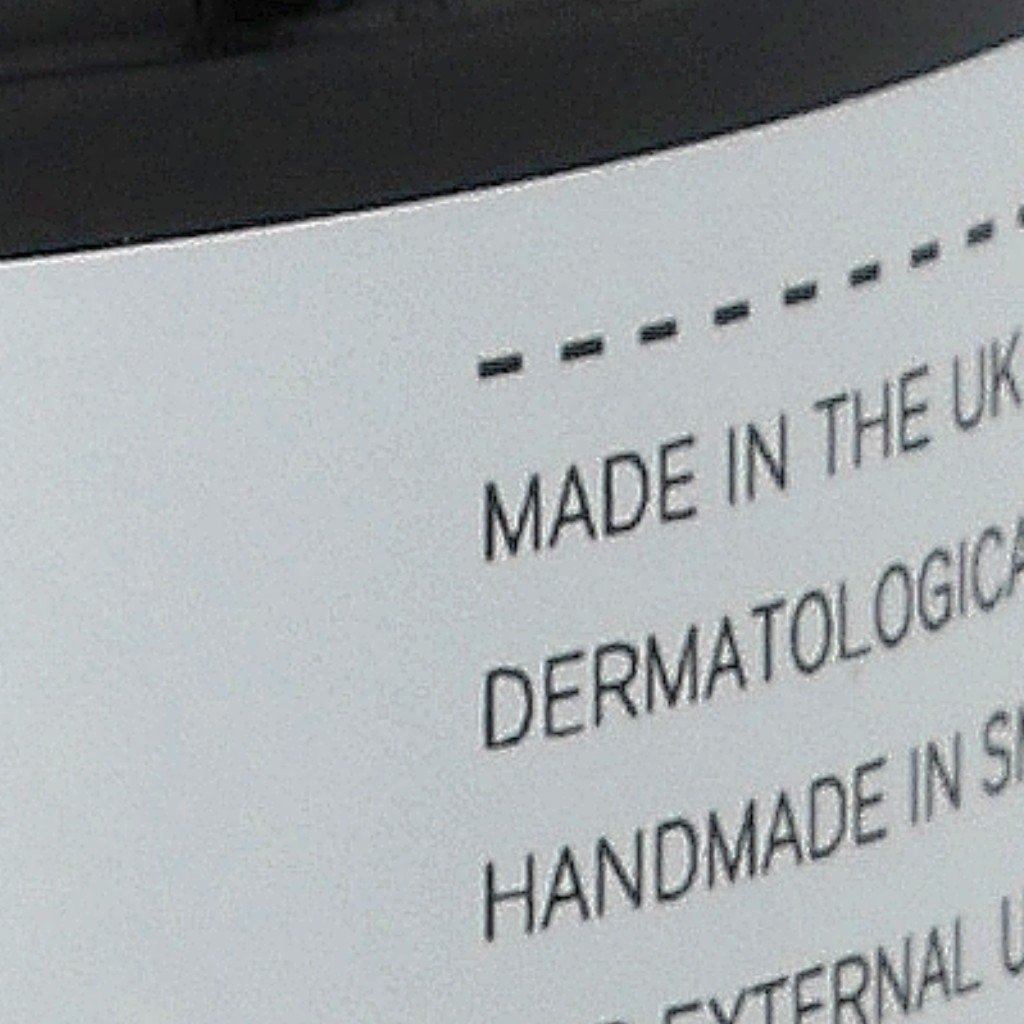 MADE IN THE UK
DERMATOLOGICA
HANDMADE IN
EXTERNAL